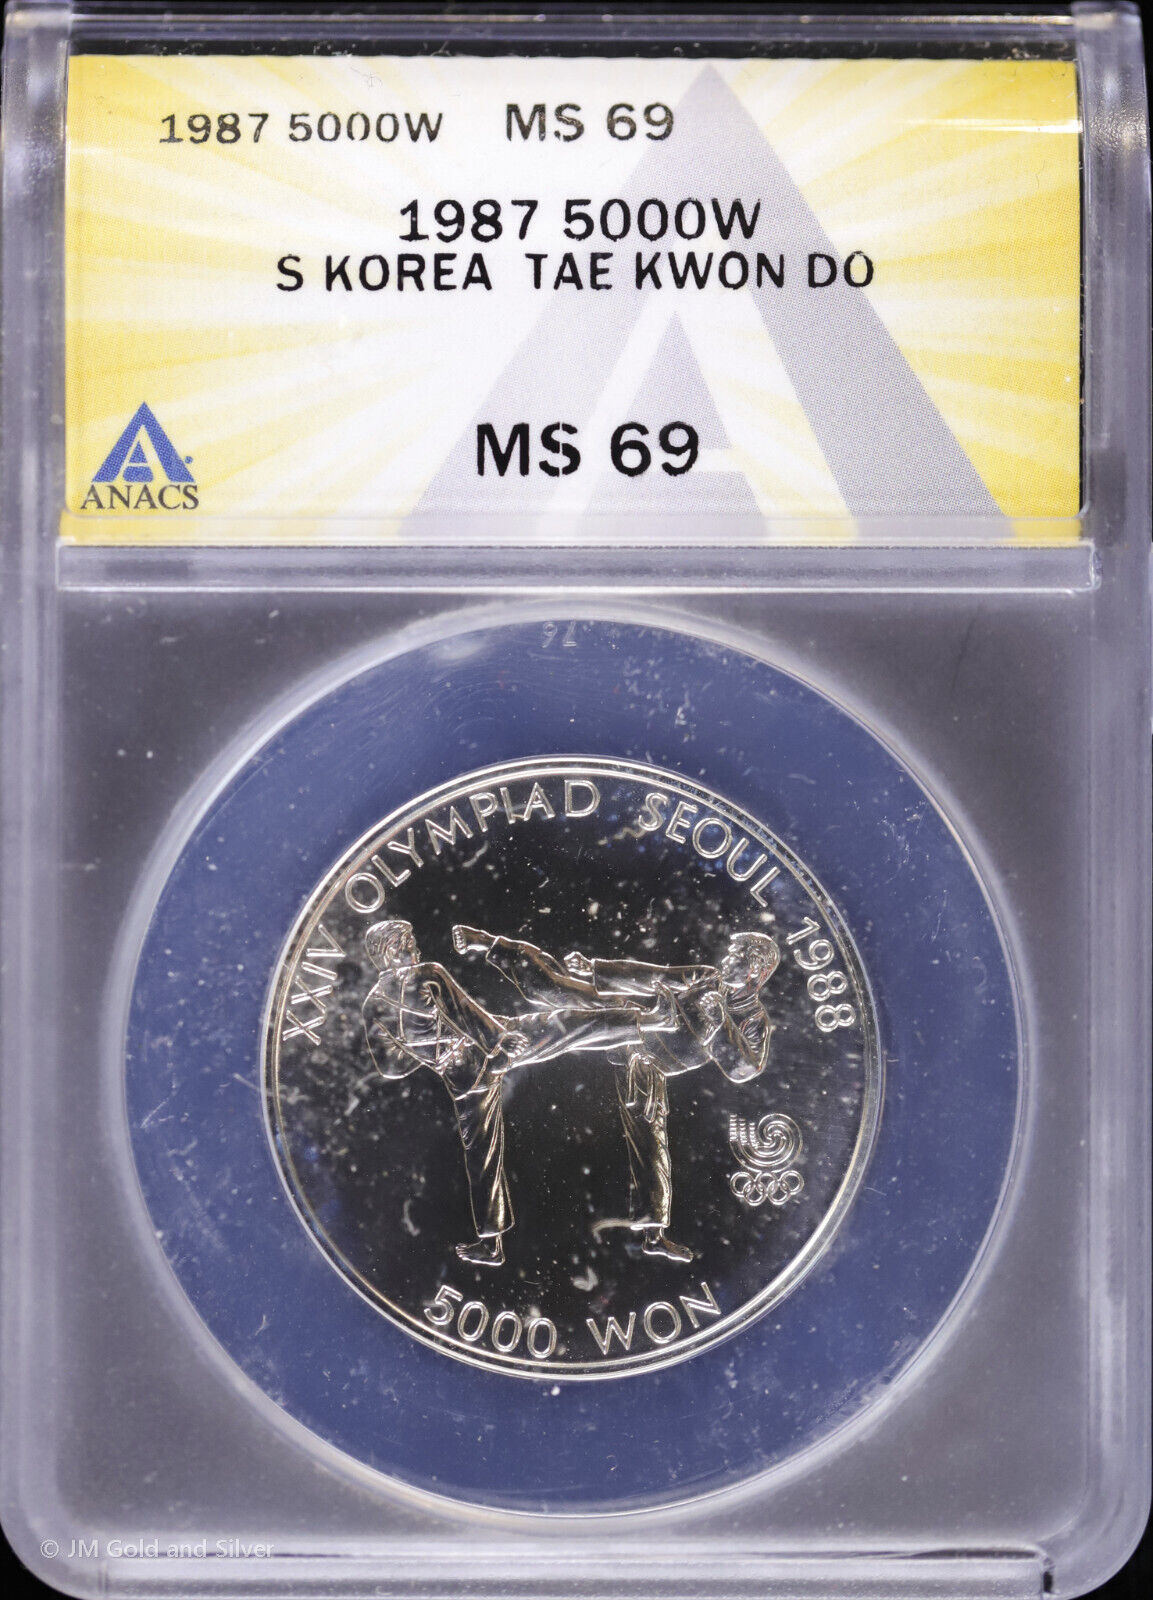 1987 5000W MS 69
1987 5000W
S KOREA TAE KWON DO
MS 69
ANACS
76
XXIV OLYMPIAD SEOUL 1988
5000 WON
© JM Gold and Silver